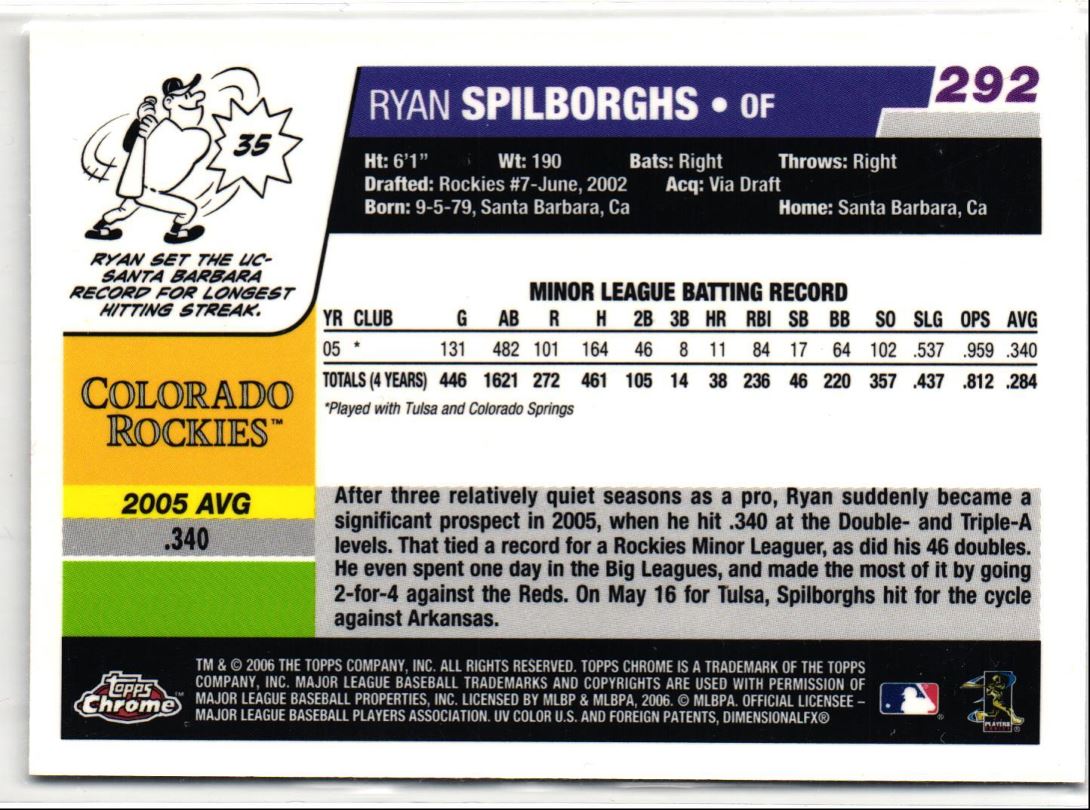 35
RYAN SET THE UC-
SANTA BARBARA
RECORD FOR LONGEST
HITTING STREAK.
RYAN SPILBORGHS • OF
292
Ht: 6'1" Wt: 190 Bats: Right Throws: Right
Drafted: Rockies #7-June, 2002 Acq: Via Draft
Born: 9-5-79, Santa Barbara, Ca Home: Santa Barbara, Ca
MINOR LEAGUE BATTING RECORD
YR CLUB G AB R H 2B 3B HR RBI SB BB SO SLG OPS AVG
05 * 131 482 101 164 46 8 11 84 17 64 102 .537 .959 .340
TOTALS (4 YEARS) 446 1621 272 461 105 14 38 236 46 220 357 .437 .812 .284
*Played with Tulsa and Colorado Springs
COLORADO
ROCKIES™
2005 AVG
.340
After three relatively quiet seasons as a pro, Ryan suddenly became a
significant prospect in 2005, when he hit .340 at the Double- and Triple-A
levels. That tied a record for a Rockies Minor Leaguer, as did his 46 doubles.
He even spent one day in the Big Leagues, and made the most of it by going
2-for-4 against the Reds. On May 16 for Tulsa, Spilborghs hit for the cycle
against Arkansas.
Topps
Chrome™
TM & © 2006 THE TOPPS COMPANY, INC. ALL RIGHTS RESERVED. TOPPS CHROME IS A TRADEMARK OF THE TOPPS
COMPANY, INC. MAJOR LEAGUE BASEBALL TRADEMARKS AND COPYRIGHTS ARE USED WITH PERMISSION OF
MAJOR LEAGUE BASEBALL PROPERTIES, INC. LICENSED BY MLBP & MLBPA, 2006. © MLBPA. OFFICIAL LICENSEE –
MAJOR LEAGUE BASEBALL PLAYERS ASSOCIATION. UV COLOR U.S. AND FOREIGN PATENTS, DIMENSIONALFX®
PLAYERS